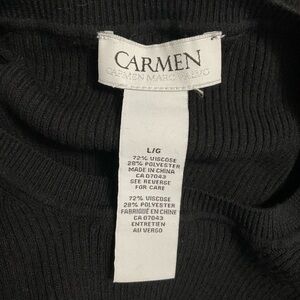 CARMEN
CARMEN MARC VALVO
L/G
72% VISCOSE
28% POLYESTER
MADE IN CHINA
CA 07043
SEE REVERSE
FOR CARE
72% VISCOSE
28% POLYESTER
FABRIQUÉ EN CHINE
CA 07043
ENTRETIEN
AU VERSO